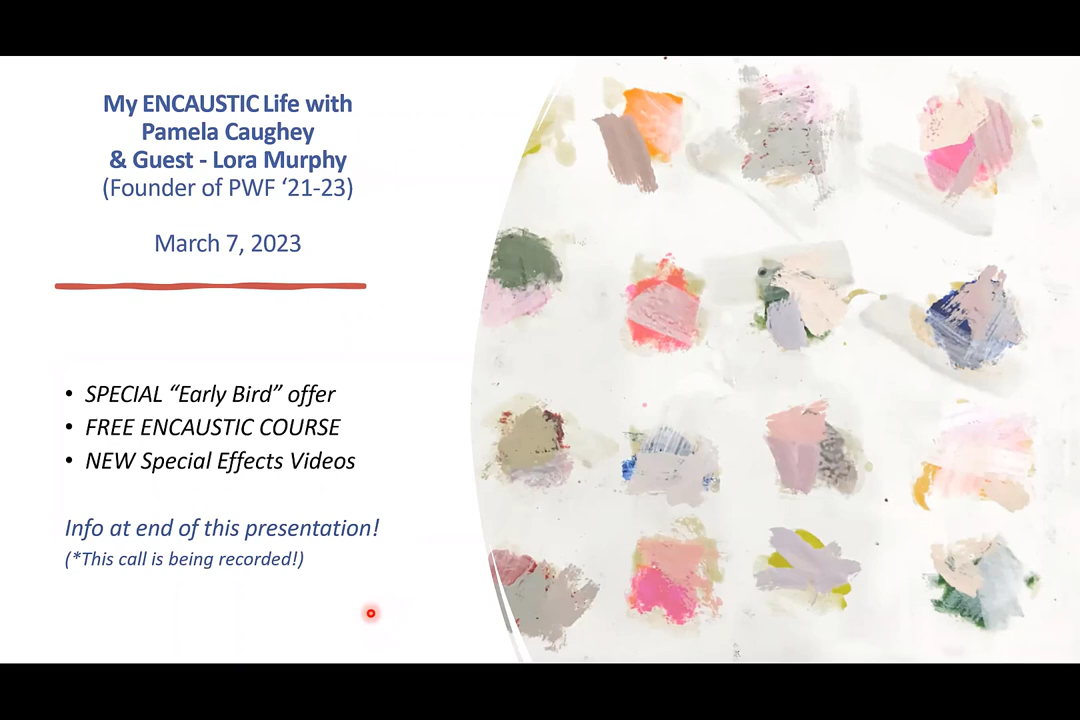 My ENCAUSTIC Life with
Pamela Caughey
& Guest - Lora Murphy
(Founder of PWF ‘21-23)
March 7, 2023
• SPECIAL “Early Bird” offer
• FREE ENCAUSTIC COURSE
• NEW Special Effects Videos
Info at end of this presentation!
(*This call is being recorded!)